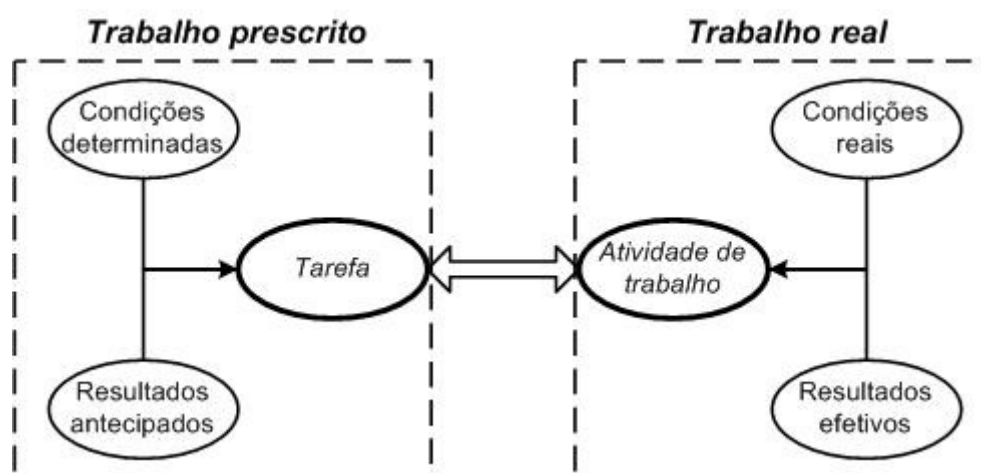 Trabalho prescrito
Trabalho real
Condições
determinadas
Condições
reais
Tarefa
Atividade de
trabalho
Resultados
antecipados
Resultados
efetivos